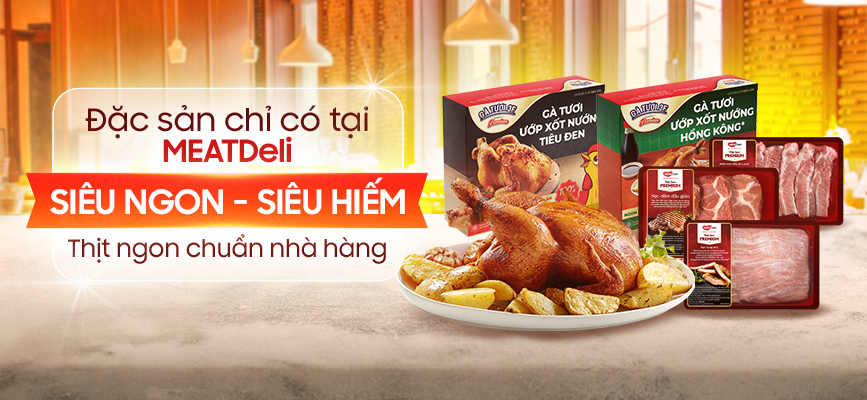 Đặc sản chỉ có tại
MEATDeli
SIÊU NGON - SIÊU HIẾM
Thịt ngon chuẩn nhà hàng
GÀ TƯƠI
ƯỚP XỐT NƯỚNG
TIÊU ĐEN
GÀ TƯƠI
ƯỚP XỐT NƯỚNG
HỒNG KÔNG*
PREMIUM
PREMIUM
PREMIUM